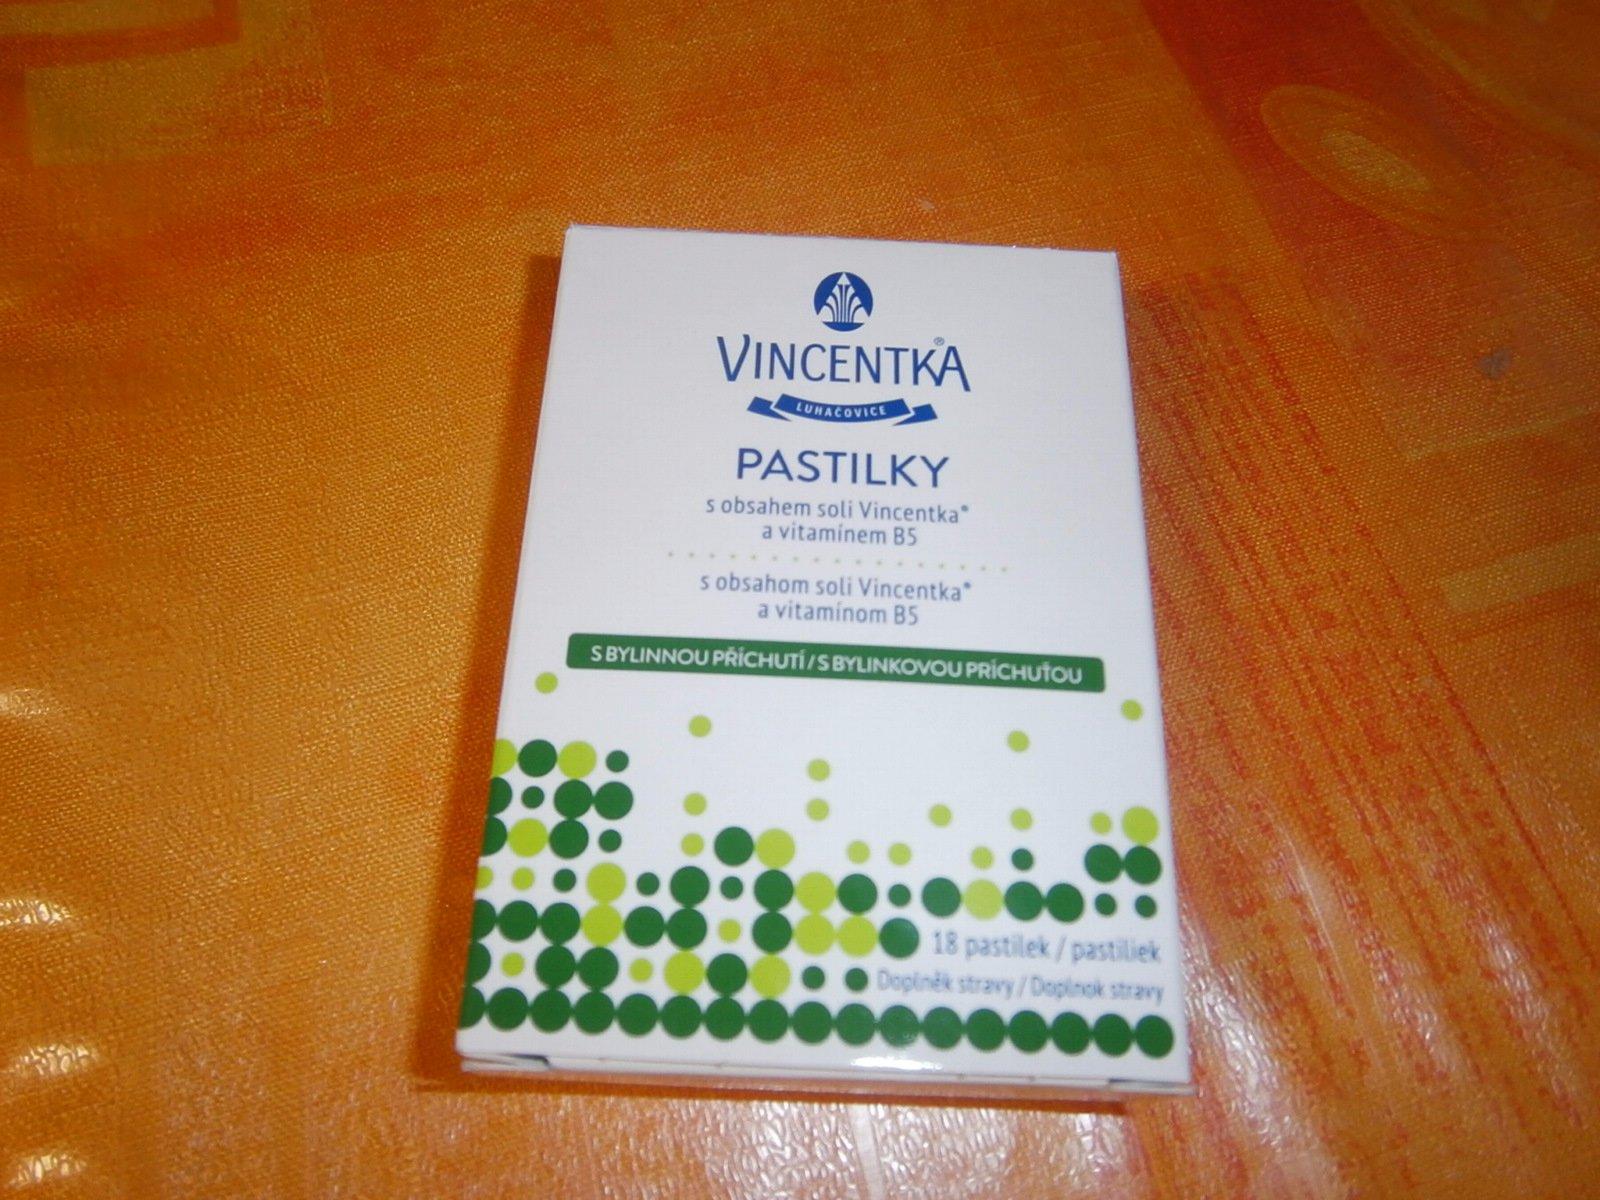 VINCENTKA®
LUHAČOVICE
PASTILKY
s obsahem soli Vincentka®
a vitamínem B5
s obsahom soli Vincentka®
a vitamínom B5
S BYLINNOU PŘÍCHUTÍ / S BYLINKOVOU PRÍCHUŤOU
18 pastilek / pastiliek
Doplněk stravy / Doplnok stravy